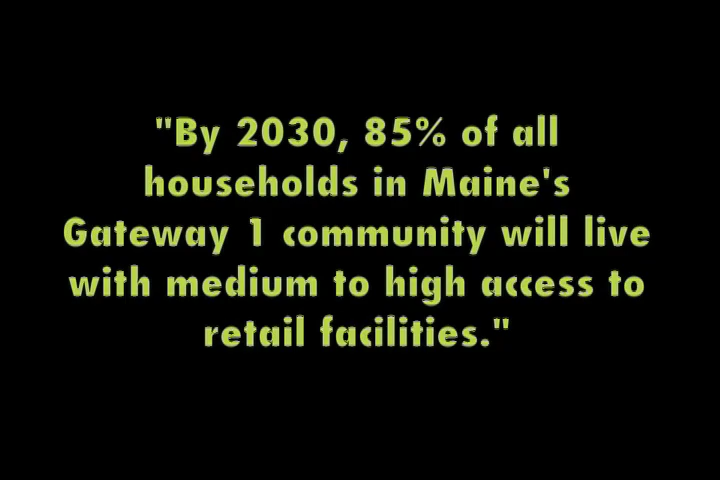 "By 2030, 85% of all
households in Maine's
Gateway 1 community will live
with medium to high access to
retail facilities."